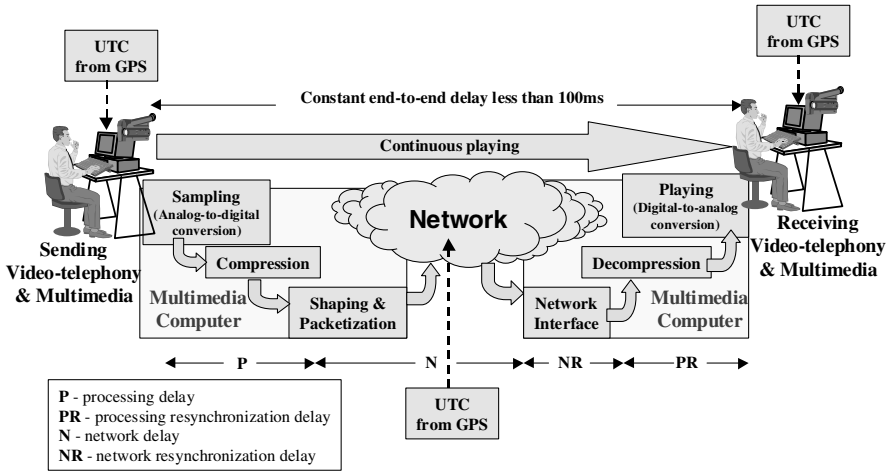 UTC
from GPS
UTC
from GPS
Constant end-to-end delay less than 100ms
Continuous playing
Sampling
(Analog-to-digital
conversion)
Network
Playing
(Digital-to-analog
conversion)
Sending
Video-telephony
& Multimedia
Receiving
Video-telephony
& Multimedia
Compression
Decompression
Multimedia
Computer
Shaping &
Packetization
Network
Interface
Multimedia
Computer
P
N
NR
PR
P - processing delay
PR - processing resynchronization delay
N - network delay
NR - network resynchronization delay
UTC
from GPS